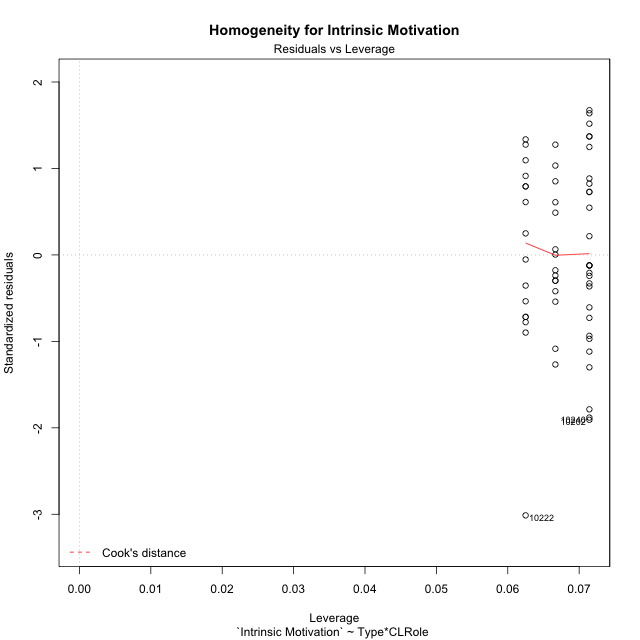 Homogeneity for Intrinsic Motivation
Residuals vs Leverage
2
1
0
-1
-2
-3
Standardized residuals
10222
Cook's distance
0.00 0.01 0.02 0.03 0.04 0.05 0.06 0.07
Leverage
`Intrinsic Motivation` ~ Type*CLRole